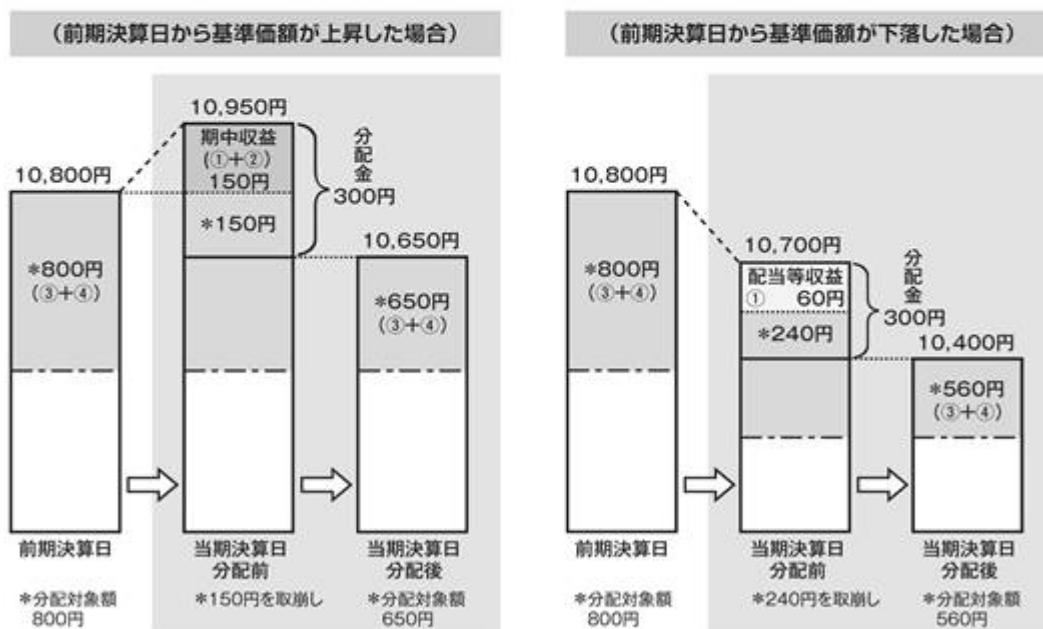 (前期決算日から基準価額が上昇した場合)
10,950円
期中収益
(①+②)
150円
*150円
分配金
300円
10,800円
*800円
(③+④)
10,650円
*650円
(③+④)
前期決算日
当期決算日
分配前
当期決算日
分配後
*分配対象額
800円
*150円を取崩し
*分配対象額
650円
(前期決算日から基準価額が下落した場合)
10,800円
*800円
(③+④)
10,700円
配当等収益
① 60円
*240円
分配金
300円
10,400円
*560円
(③+④)
前期決算日
当期決算日
分配前
当期決算日
分配後
*分配対象額
800円
*240円を取崩し
*分配対象額
560円